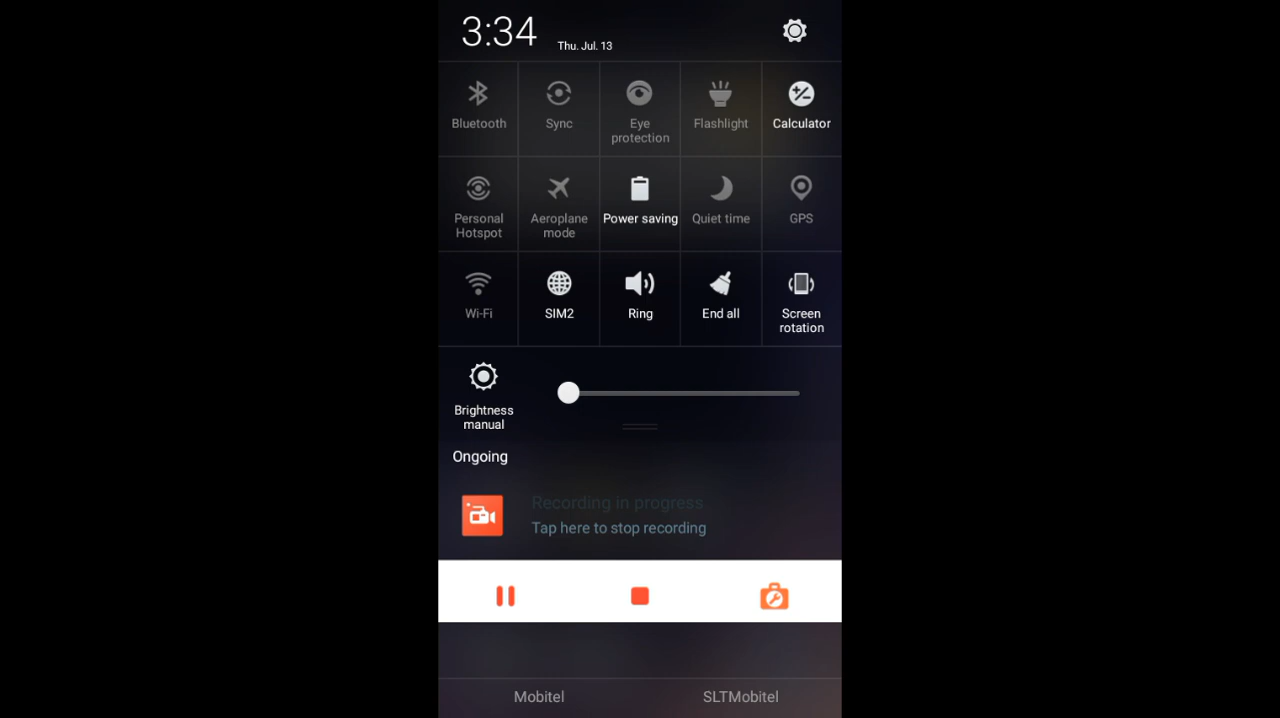 3:34
Thu. Jul. 13
Bluetooth
Sync
Eye
protection
Flashlight
Calculator
Personal
Hotspot
Aeroplane
mode
Power saving
Quiet time
GPS
Wi-Fi
SIM2
Ring
End all
Screen
rotation
Brightness
manual
Ongoing
Recording in progress
Tap here to stop recording
Mobitel
SLTMobitel